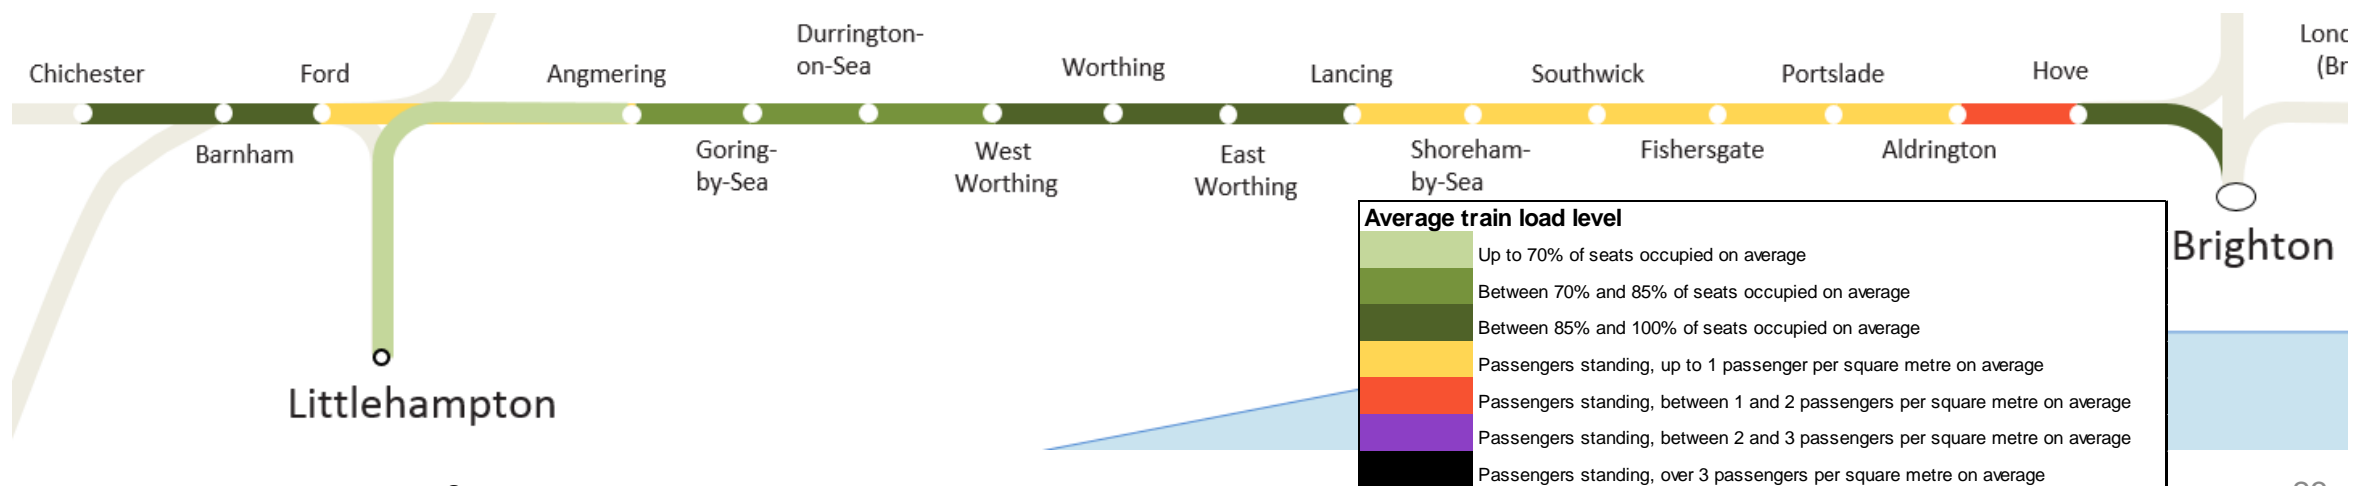 Durrington-
on-Sea
Lonc
(Br
Chichester
Ford
Angmering
Worthing
Lancing
Southwick
Portslade
Hove
Barnham
Goring-
by-Sea
West
Worthing
East
Worthing
Shoreham-
by-Sea
Fishersgate
Aldrington
Brighton
Littlehampton
Average train load level
Up to 70% of seats occupied on average
Between 70% and 85% of seats occupied on average
Between 85% and 100% of seats occupied on average
Passengers standing, up to 1 passenger per square metre on average
Passengers standing, between 1 and 2 passengers per square metre on average
Passengers standing, between 2 and 3 passengers per square metre on average
Passengers standing, over 3 passengers per square metre on average